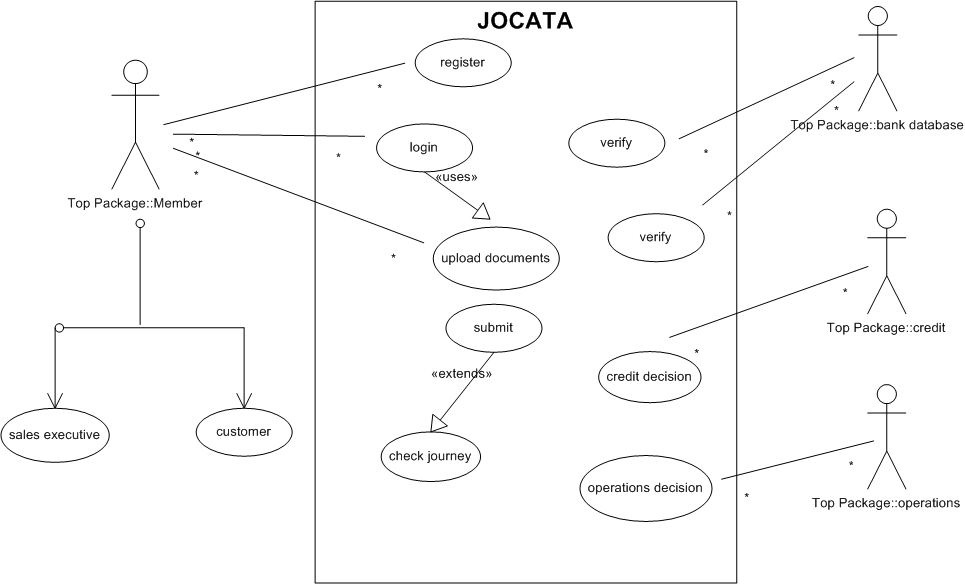 JOCATA
register
*
login
*
*
*
*
«uses»
Top Package::Member
upload documents
*
submit
«extends»
check journey
sales executive
customer
verify
*
*
*
Top Package::bank database
verify
*
*
Top Package::credit
*
credit decision
operations decision
*
*
Top Package::operations